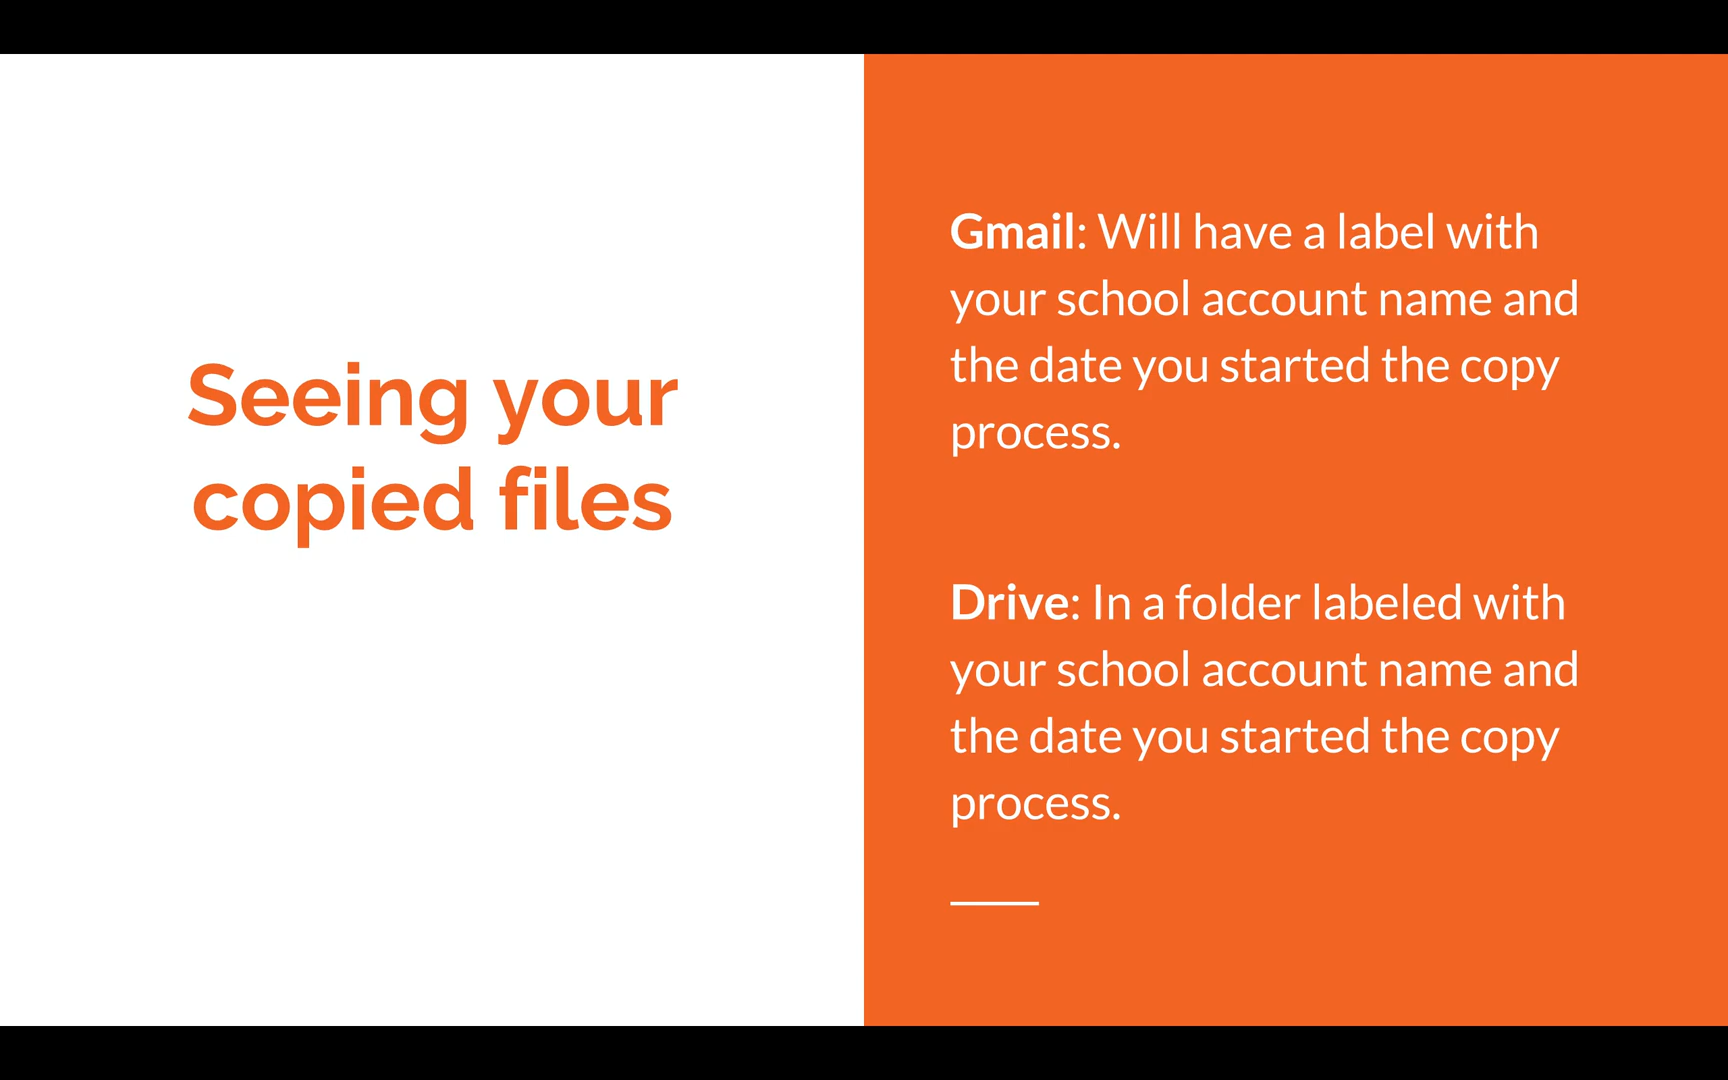 Seeing your
copied files
Gmail: Will have a label with
your school account name and
the date you started the copy
process.
Drive: In a folder labeled with
your school account name and
the date you started the copy
process.